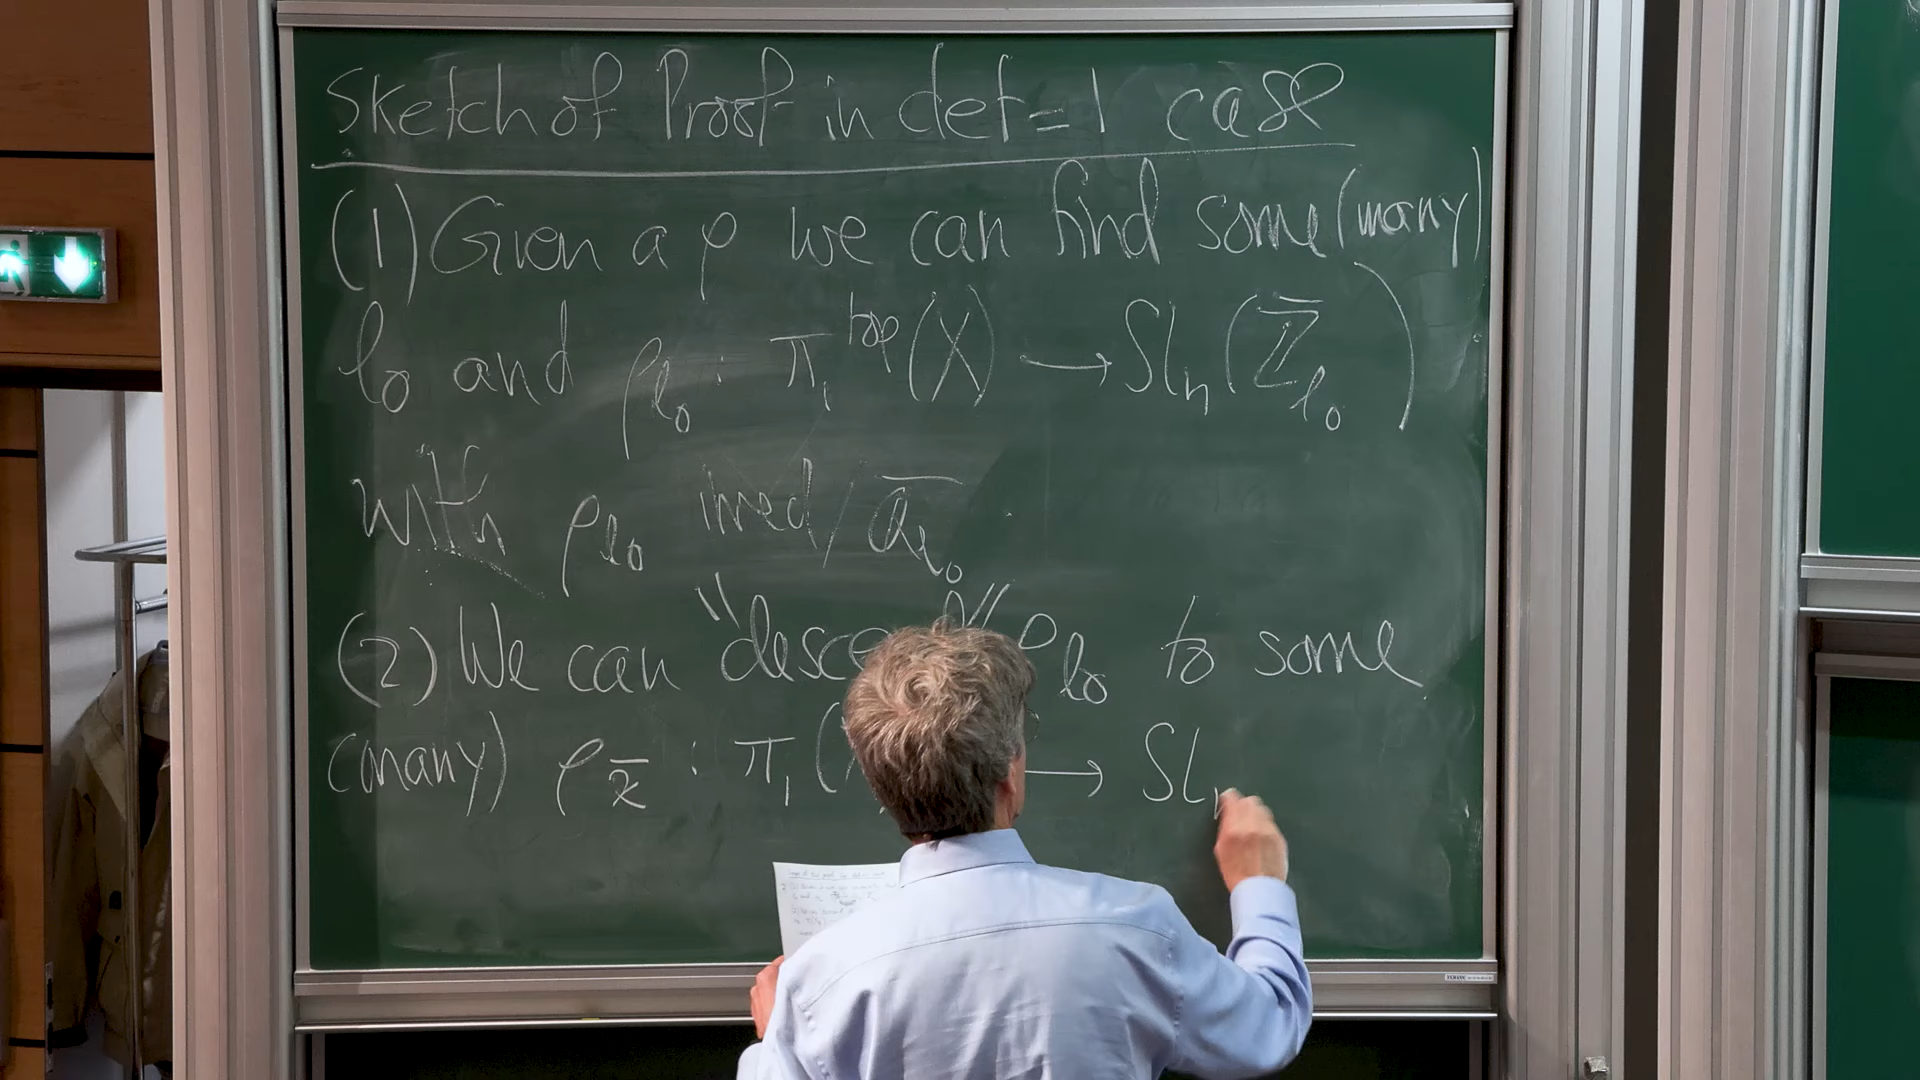 Sketch of Proof in det=1 case
(1) Given a ρ we can find some (many)
l₀ and ρ_{l₀} : π₁^{top}(X) → Sl_n(Z̄_{l₀})
with ρ_{l₀} irred/Q̄_{l₀}
(2) We can "desce ρ_{l₀} to some
(many) ρ_{k̄} : π₁( → Sl_n